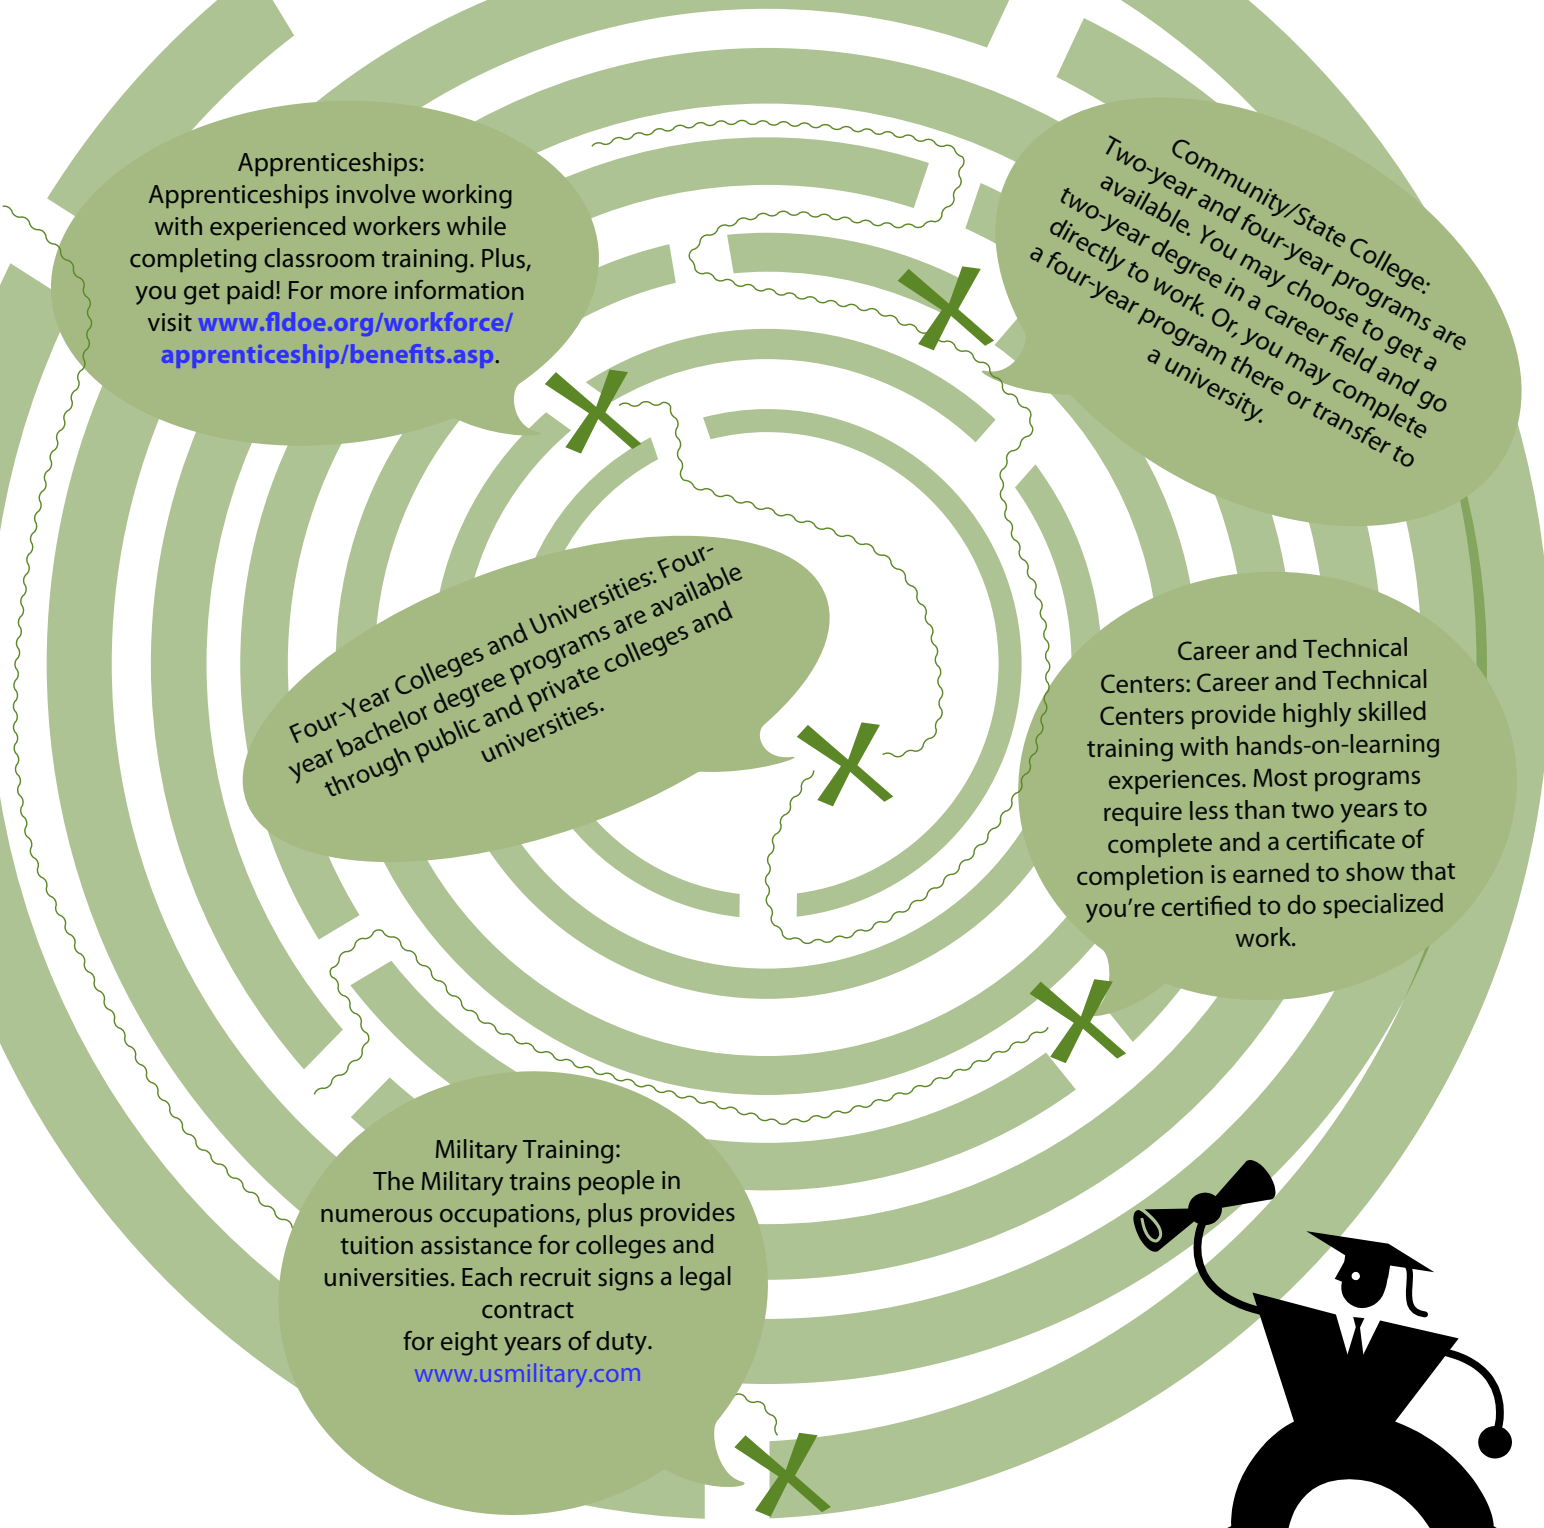 Apprenticeships:
Apprenticeships involve working
with experienced workers while
completing classroom training. Plus,
you get paid! For more information
visit www.fldoe.org/workforce/
apprenticeship/benefits.asp.
Community/State College:
Two-year and four-year programs are
available. You may choose to get a
two-year degree in a career field and go
directly to work. Or, you may complete
a four-year program there or transfer to
a university.
Four-Year Colleges and Universities: Four-
year bachelor degree programs are available
through public and private colleges and
universities.
Career and Technical
Centers: Career and Technical
Centers provide highly skilled
training with hands-on-learning
experiences. Most programs
require less than two years to
complete and a certificate of
completion is earned to show that
you’re certified to do specialized
work.
Military Training:
The Military trains people in
numerous occupations, plus provides
tuition assistance for colleges and
universities. Each recruit signs a legal
contract
for eight years of duty.
www.usmilitary.com